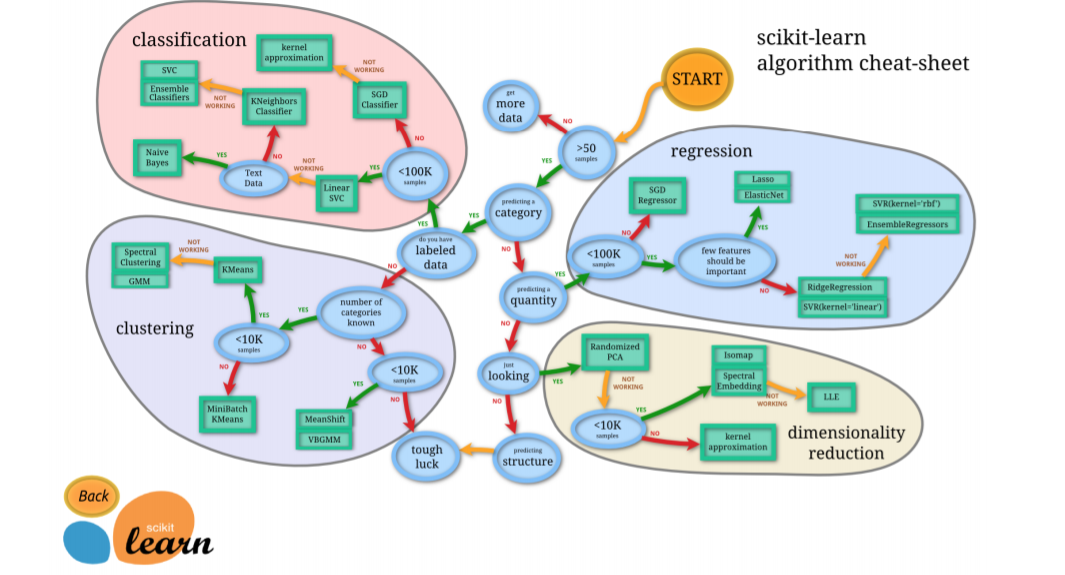 scikit-learn
algorithm cheat-sheet
START
>50
samples
NO
get
more
data
YES
predicting a
category
YES
NO
do you have
labeled
data
YES
NO
predicting a
quantity
YES
NO
just
looking
YES
NO
predicting
structure
tough
luck
classification
<100K
samples
NO
SGD
Classifier
NOT
WORKING
kernel
approximation
YES
Linear
SVC
NOT
WORKING
Text
Data
YES
Naive
Bayes
NO
KNeighbors
Classifier
NOT
WORKING
SVC
Ensemble
Classifiers
regression
<100K
samples
NO
SGD
Regressor
YES
few features
should be
important
YES
Lasso
ElasticNet
NO
RidgeRegression
SVR(kernel='linear')
NOT
WORKING
SVR(kernel='rbf')
EnsembleRegressors
clustering
number of
categories
known
YES
<10K
samples
YES
KMeans
NOT
WORKING
Spectral
Clustering
GMM
NO
MiniBatch
KMeans
NO
<10K
samples
YES
MeanShift
VBGMM
NO
dimensionality
reduction
Randomized
PCA
NOT
WORKING
<10K
samples
YES
Isomap
Spectral
Embedding
NOT
WORKING
LLE
NO
kernel
approximation
Back
scikit
learn